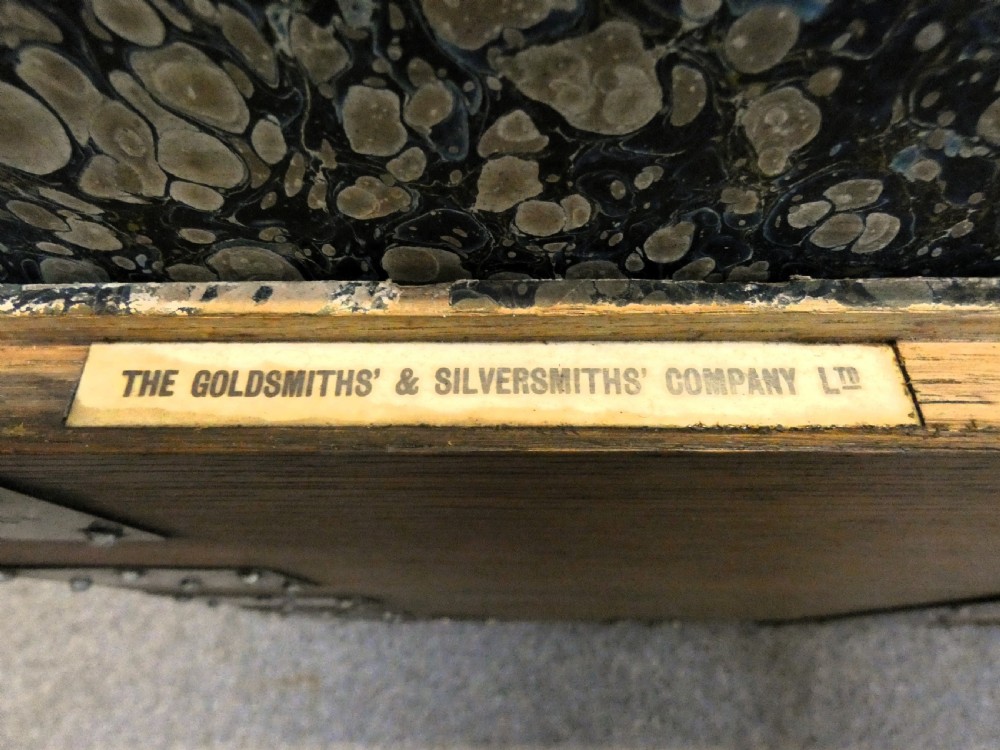 THE GOLDSMITHS' & SILVERSMITHS' COMPANY LTD